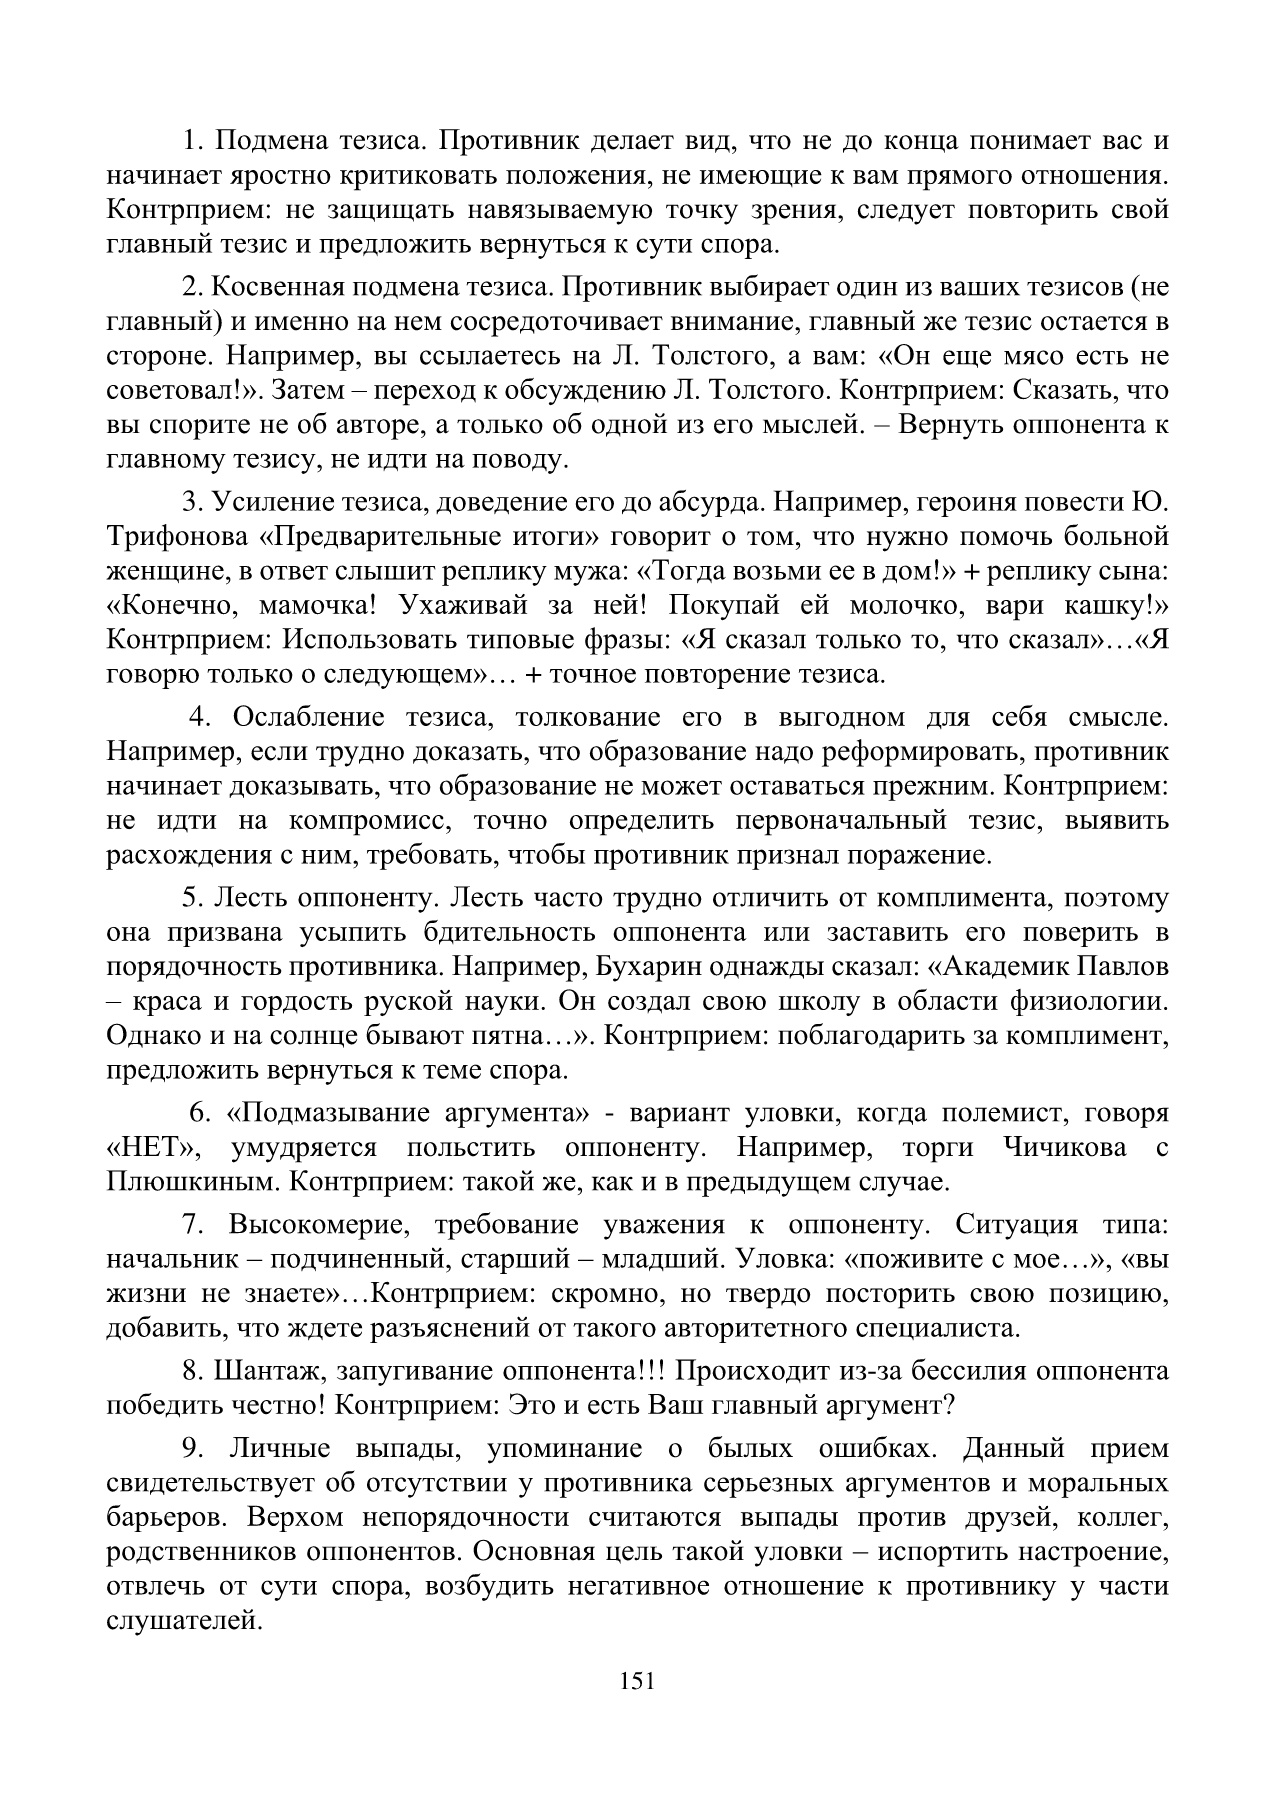 1. Подмена тезиса. Противник делает вид, что не до конца понимает вас и
начинает яростно критиковать положения, не имеющие к вам прямого отношения.
Контрприем: не защищать навязываемую точку зрения, следует повторить свой
главный тезис и предложить вернуться к сути спора.
2. Косвенная подмена тезиса. Противник выбирает один из ваших тезисов (не
главный) и именно на нем сосредоточивает внимание, главный же тезис остается в
стороне. Например, вы ссылаетесь на Л. Толстого, а вам: «Он еще мясо есть не
советовал!». Затем – переход к обсуждению Л. Толстого. Контрприем: Сказать, что
вы спорите не об авторе, а только об одной из его мыслей. – Вернуть оппонента к
главному тезису, не идти на поводу.
3. Усиление тезиса, доведение его до абсурда. Например, героиня повести Ю.
Трифонова «Предварительные итоги» говорит о том, что нужно помочь больной
женщине, в ответ слышит реплику мужа: «Тогда возьми ее в дом!» + реплику сына:
«Конечно, мамочка! Ухаживай за ней! Покупай ей молочко, вари кашку!»
Контрприем: Использовать типовые фразы: «Я сказал только то, что сказал»…«Я
говорю только о следующем»… + точное повторение тезиса.
4. Ослабление тезиса, толкование его в выгодном для себя смысле.
Например, если трудно доказать, что образование надо реформировать, противник
начинает доказывать, что образование не может оставаться прежним. Контрприем:
не идти на компромисс, точно определить первоначальный тезис, выявить
расхождения с ним, требовать, чтобы противник признал поражение.
5. Лесть оппоненту. Лесть часто трудно отличить от комплимента, поэтому
она призвана усыпить бдительность оппонента или заставить его поверить в
порядочность противника. Например, Бухарин однажды сказал: «Академик Павлов
– краса и гордость руской науки. Он создал свою школу в области физиологии.
Однако и на солнце бывают пятна…». Контрприем: поблагодарить за комплимент,
предложить вернуться к теме спора.
6. «Подмазывание аргумента» - вариант уловки, когда полемист, говоря
«НЕТ», умудряется польстить оппоненту. Например, торги Чичикова с
Плюшкиным. Контрприем: такой же, как и в предыдущем случае.
7. Высокомерие, требование уважения к оппоненту. Ситуация типа:
начальник – подчиненный, старший – младший. Уловка: «поживите с мое…», «вы
жизни не знаете»…Контрприем: скромно, но твердо посторить свою позицию,
добавить, что ждете разъяснений от такого авторитетного специалиста.
8. Шантаж, запугивание оппонента!!! Происходит из-за бессилия оппонента
победить честно! Контрприем: Это и есть Ваш главный аргумент?
9. Личные выпады, упоминание о былых ошибках. Данный прием
свидетельствует об отсутствии у противника серьезных аргументов и моральных
барьеров. Верхом непорядочности считаются выпады против друзей, коллег,
родственников оппонентов. Основная цель такой уловки – испортить настроение,
отвлечь от сути спора, возбудить негативное отношение к противнику у части
слушателей.
151